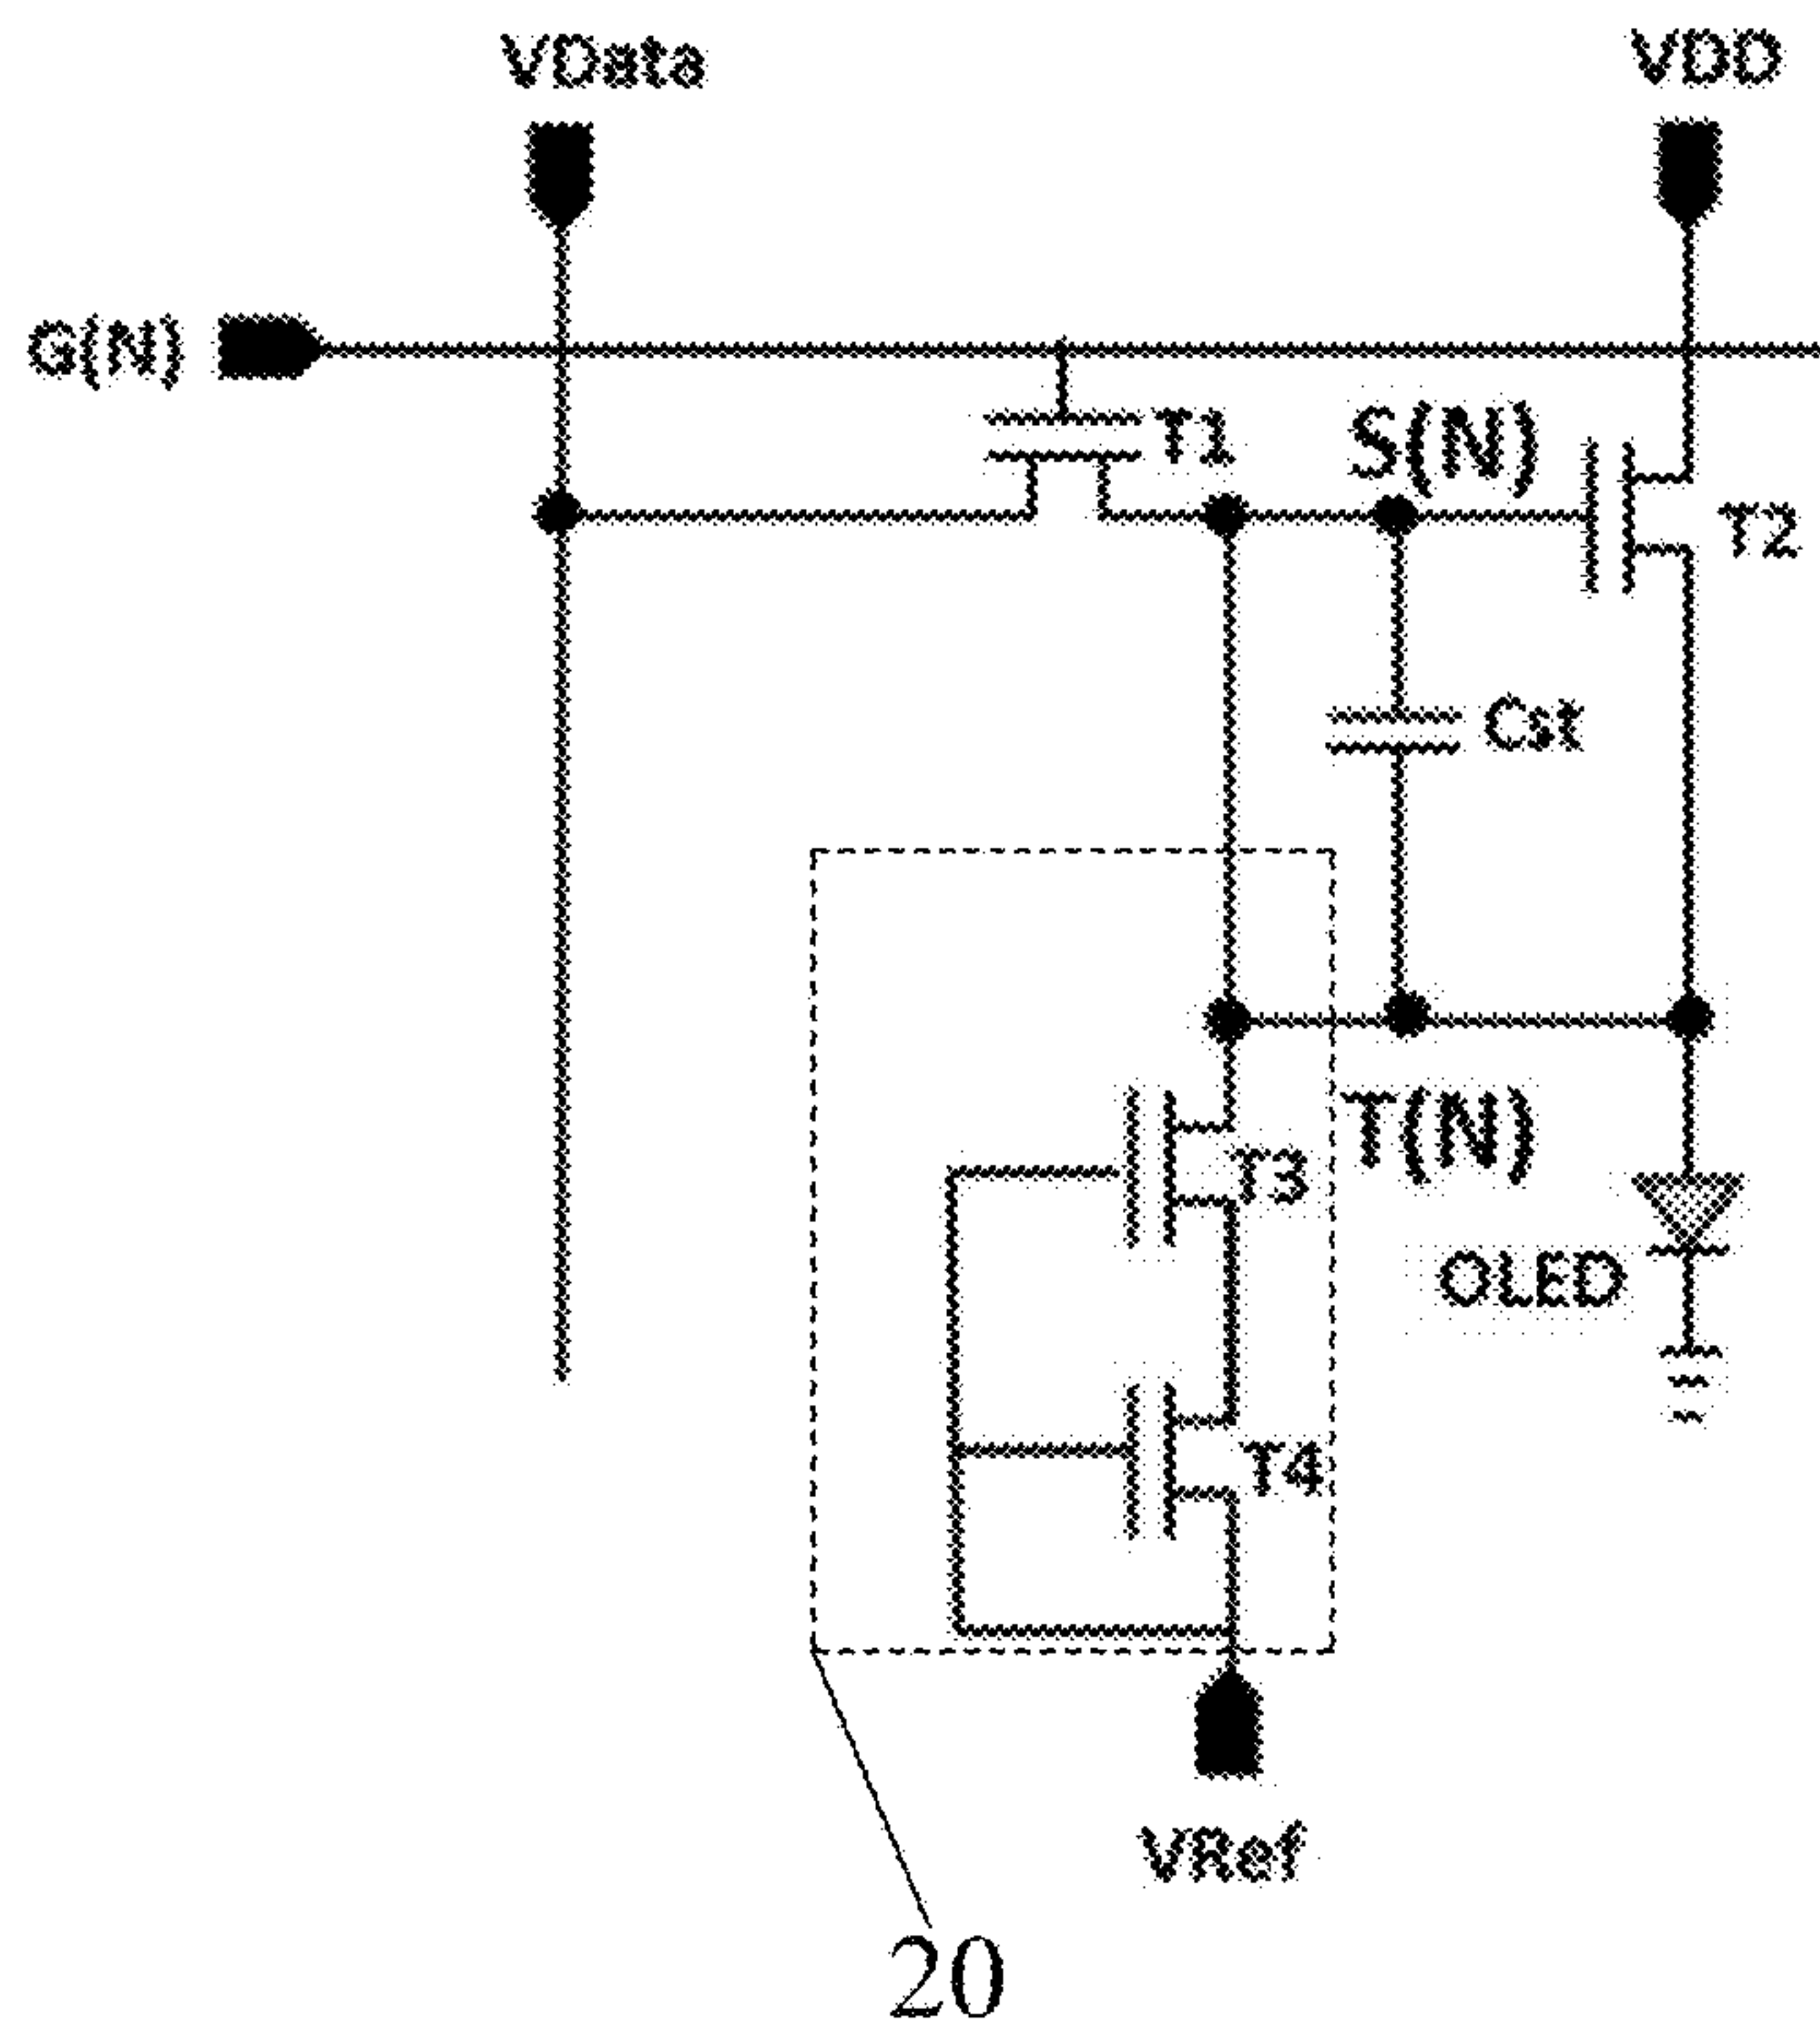 VData
VDD
G(N)
T1
S(N)
T2
Cst
T(N)
T3
OLED
T4
VRef
20